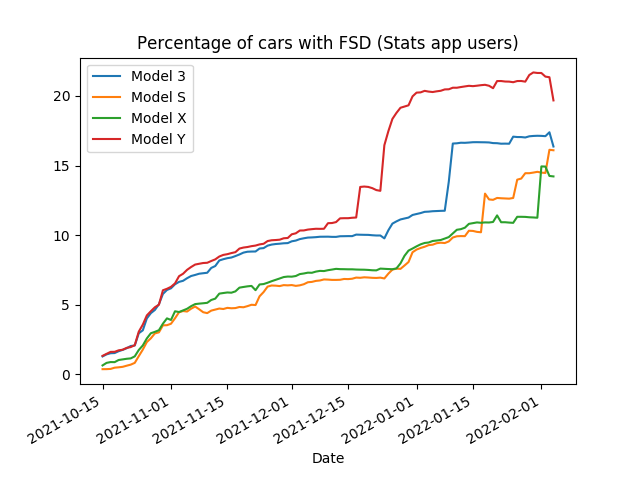 Percentage of cars with FSD (Stats app users)
Model 3
Model S
Model X
Model Y
20
15
10
5
0
2021-10-15
2021-11-01
2021-11-15
2021-12-01
2021-12-15
2022-01-01
2022-01-15
2022-02-01
Date